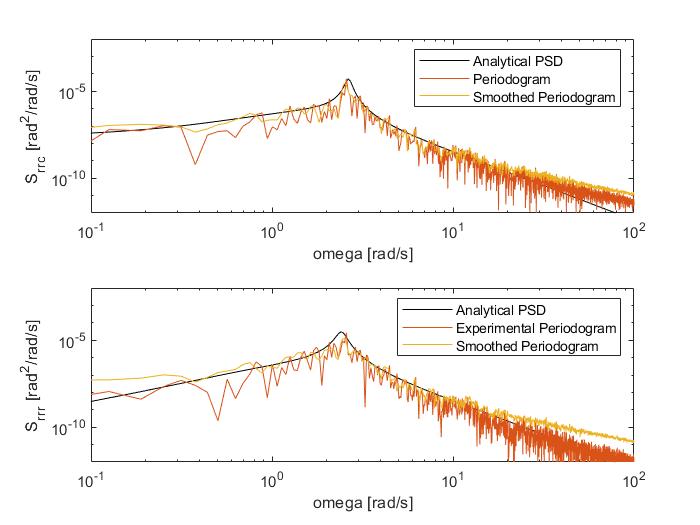 Analytical PSD
Periodogram
Smoothed Periodogram
S_rrc [rad^2/rad/s]
10^-5
10^-10
10^-1 10^0 10^1 10^2
omega [rad/s]
Analytical PSD
Experimental Periodogram
Smoothed Periodogram
S_rrr [rad^2/rad/s]
10^-5
10^-10
10^-1 10^0 10^1 10^2
omega [rad/s]